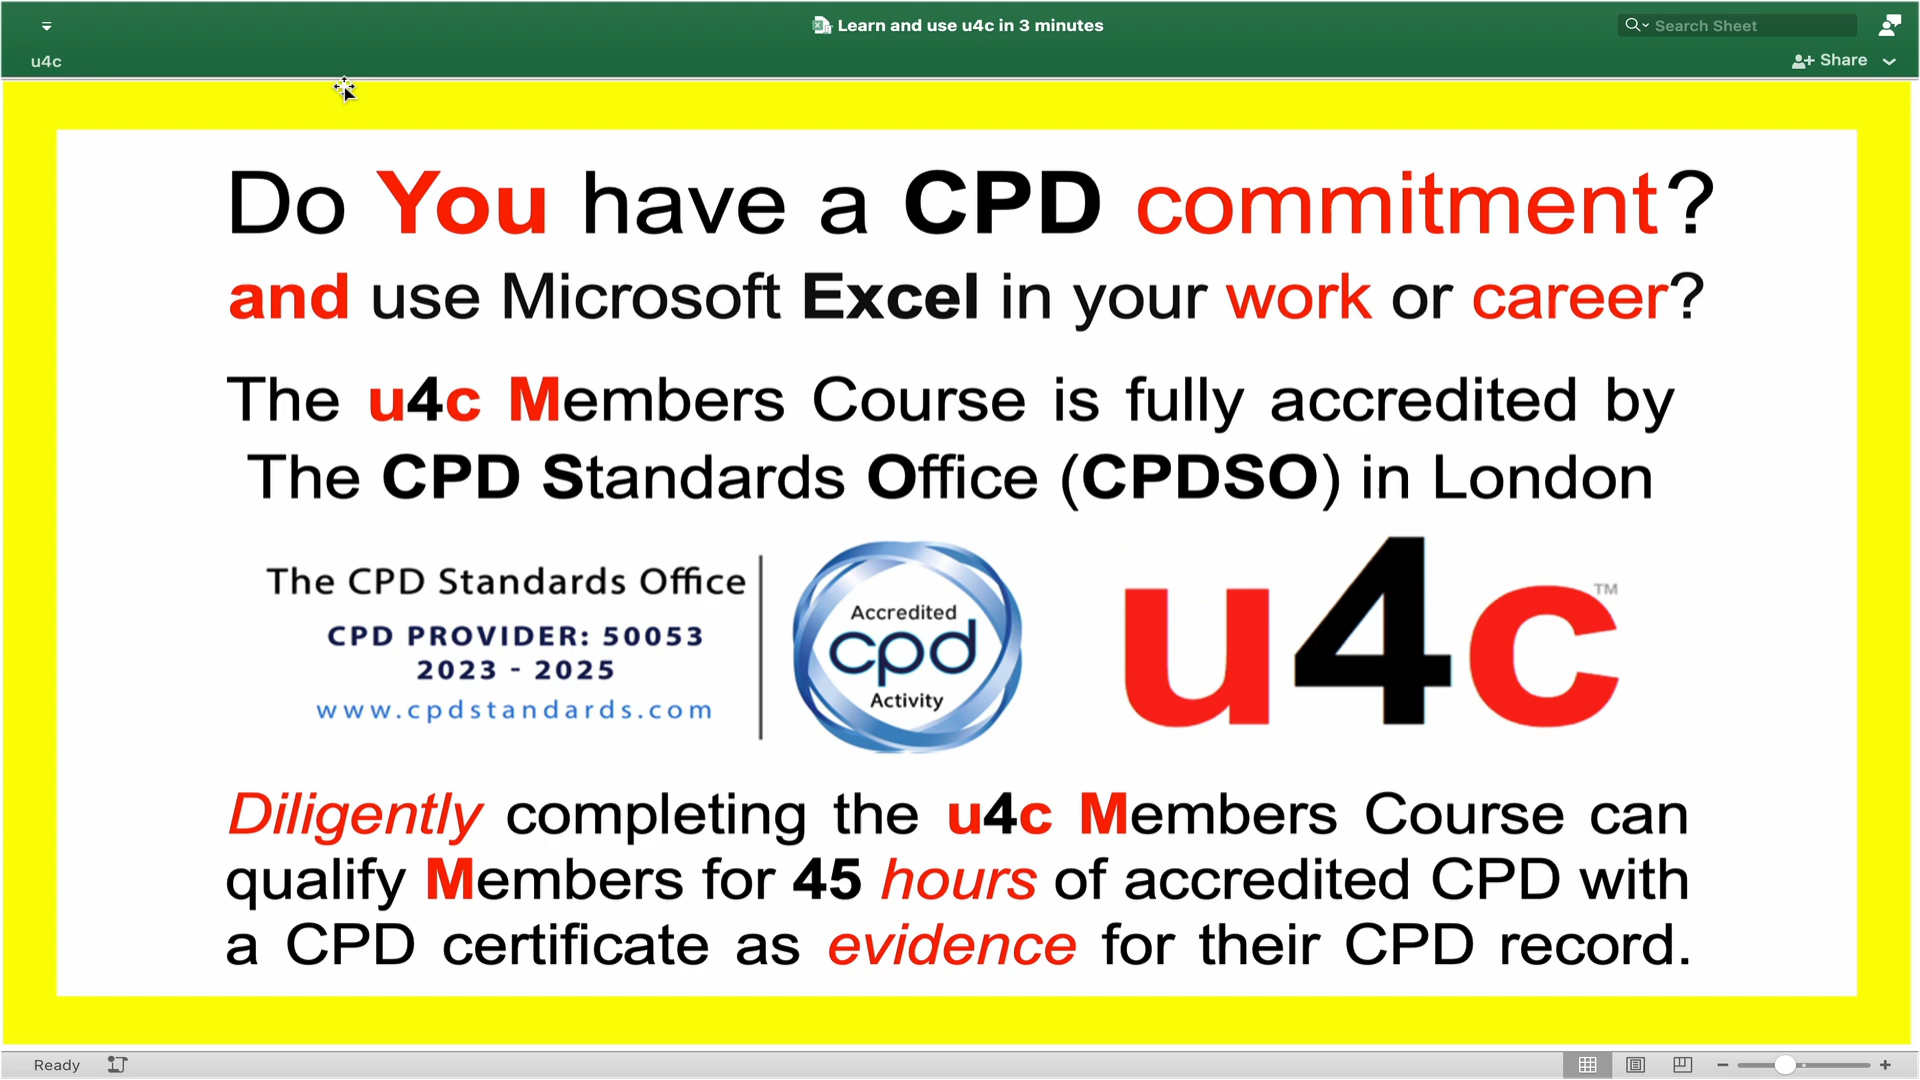 Learn and use u4c in 3 minutes
Search Sheet
u4c
Share
Do You have a CPD commitment?
and use Microsoft Excel in your work or career?
The u4c Members Course is fully accredited by
The CPD Standards Office (CPDSO) in London
The CPD Standards Office
CPD PROVIDER: 50053
2023 - 2025
www.cpdstandards.com
Accredited
cpd
Activity
u4c™
Diligently completing the u4c Members Course can
qualify Members for 45 hours of accredited CPD with
a CPD certificate as evidence for their CPD record.
Ready